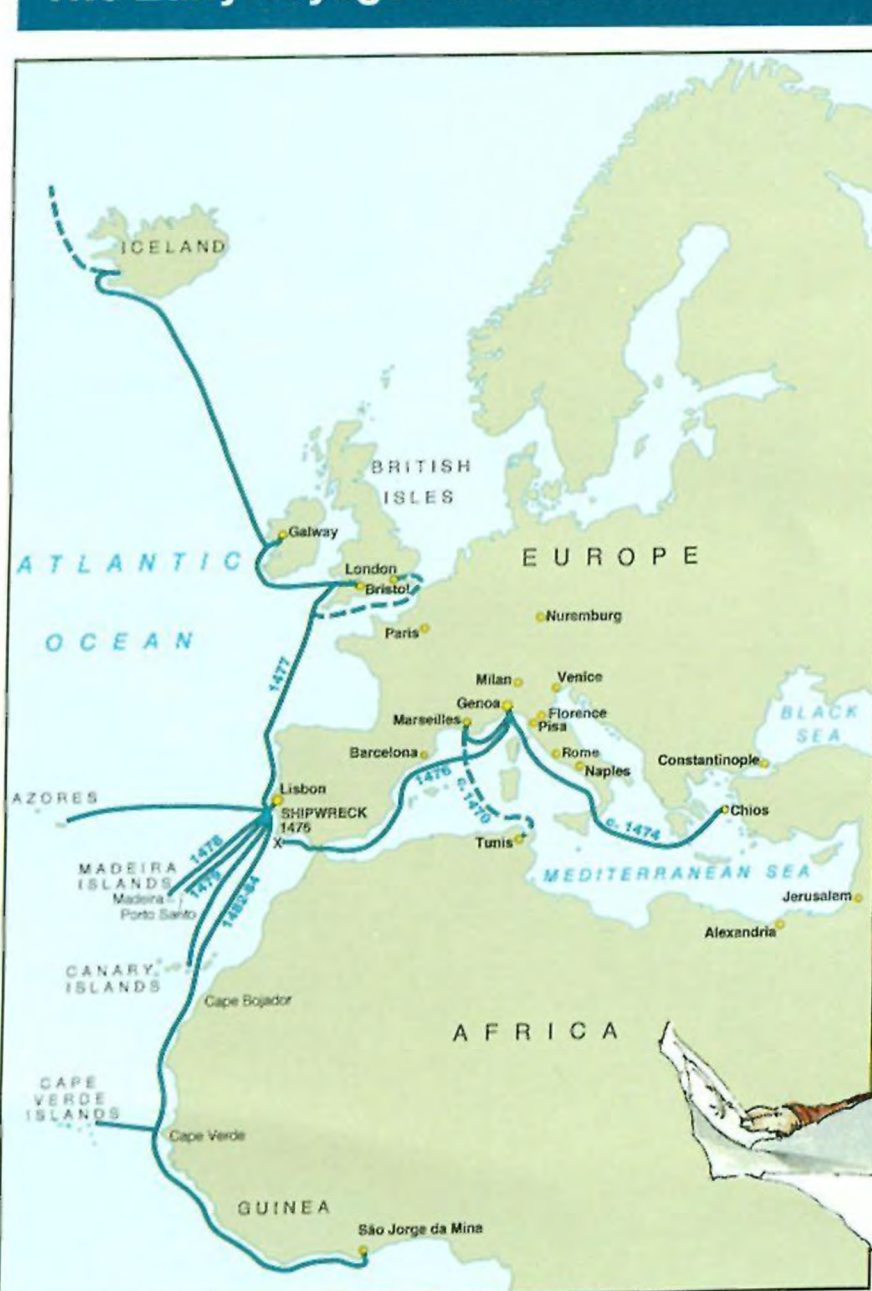 ICELAND
BRITISH
ISLES
Galway
ATLANTIC
London
Bristol
EUROPE
OCEAN
Nuremburg
Paris
1477
Milan
Venice
Genoa
Florence
Marseilles
Pisa
BLACK
SEA
Barcelona
Rome
Constantinople
1476
Naples
c. 1470
AZORES
Lisbon
SHIPWRECK
1476
X
c. 1474
Chios
1478
Tunis
MADEIRA
ISLANDS
1479
MEDITERRANEAN SEA
Madeira
Porto Santo
1482-84
Jerusalem
Alexandria
CANARY
ISLANDS
Cape Bojador
AFRICA
CAPE
VERDE
ISLANDS
Cape Verde
GUINEA
São Jorge da Mina